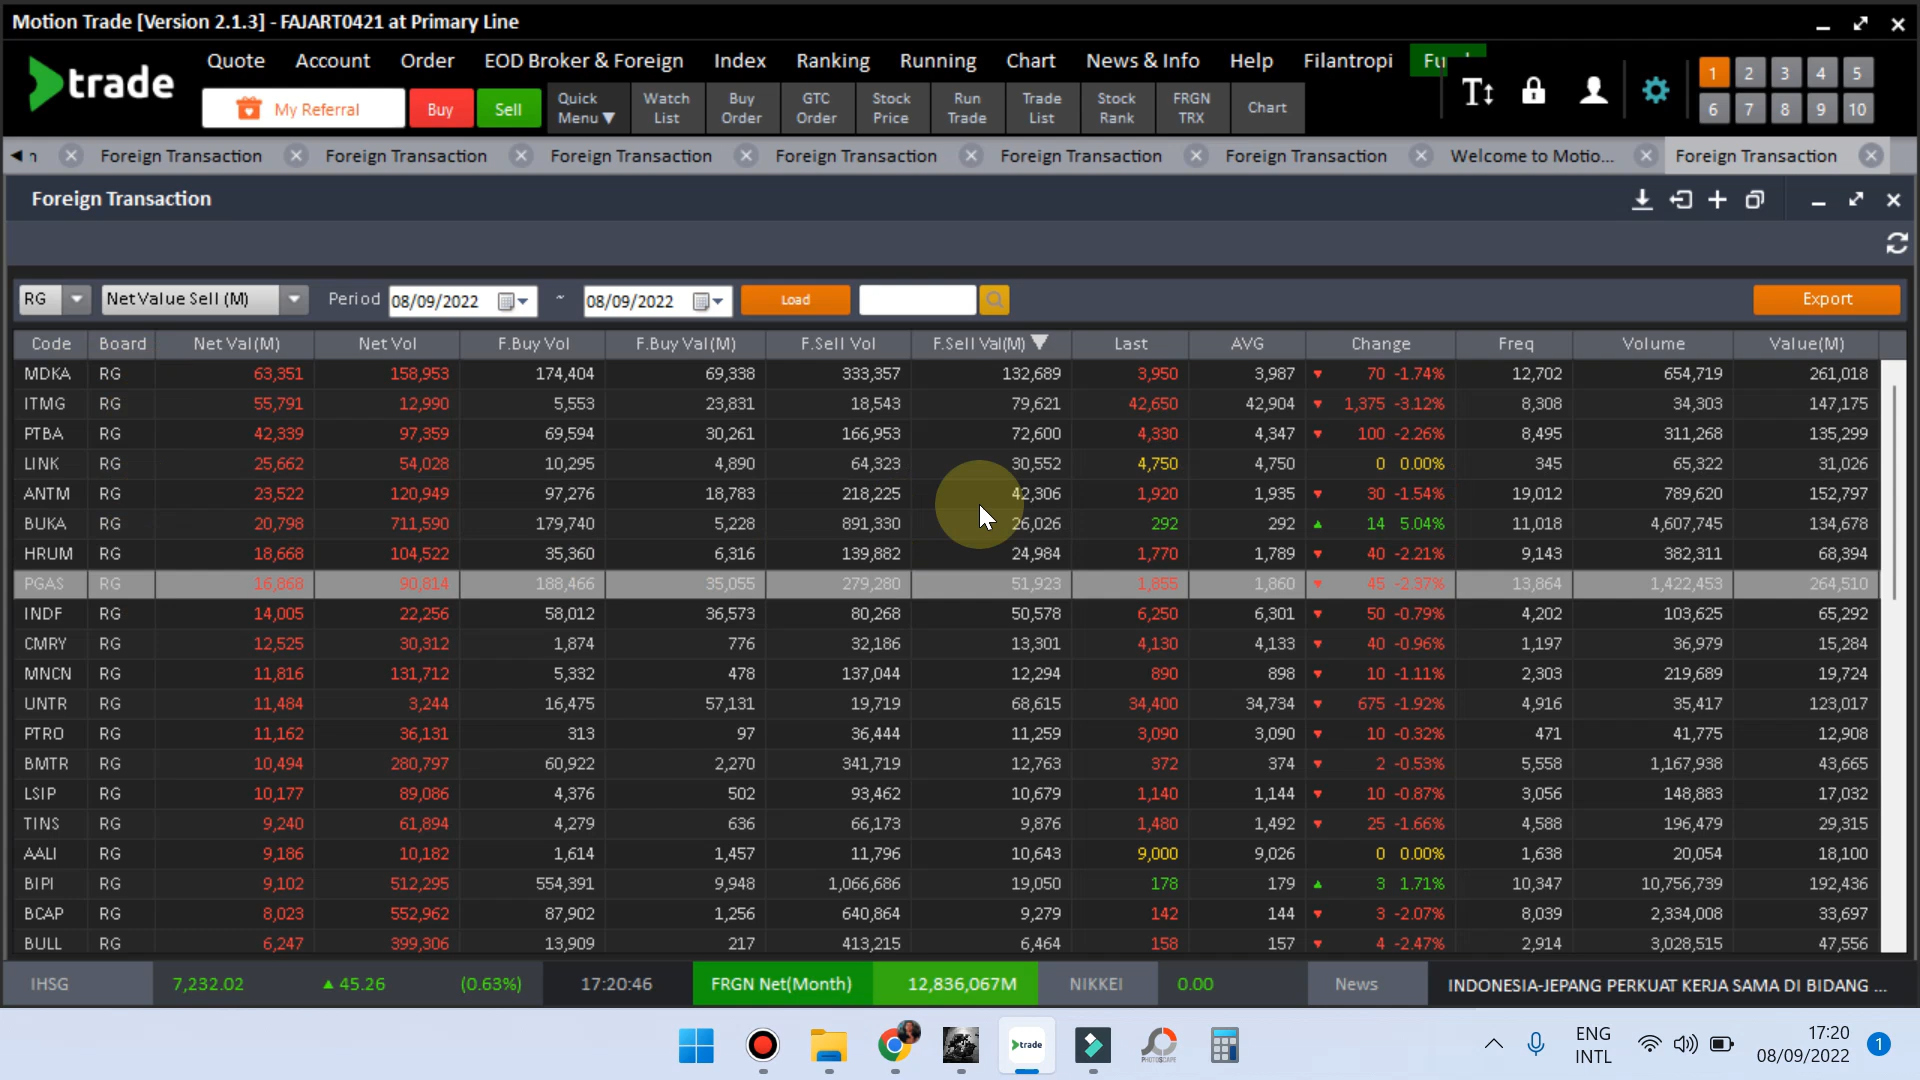 Motion Trade [Version 2.1.3] - FAJART0421 at Primary Line
trade
Quote Account Order EOD Broker & Foreign Index Ranking Running Chart News & Info Help Filantropi
My Referral Buy Sell Quick Menu ▼ Watch List Buy Order GTC Order Stock Price Run Trade Trade List Stock Rank FRGN TRX Chart
1 2 3 4 5
6 7 8 9 10
n Foreign Transaction Foreign Transaction Foreign Transaction Foreign Transaction Foreign Transaction Foreign Transaction Welcome to Motio... Foreign Transaction
Foreign Transaction
RG NetValue Sell (M) Period 08/09/2022 ~ 08/09/2022 Load Export
Code Board Net Val(M) Net Vol F.Buy Vol F.Buy Val(M) F.Sell Vol F.Sell Val(M) ▼ Last AVG Change Freq Volume Value(M)
MDKA RG 63,351 158,953 174,404 69,338 333,357 132,689 3,950 3,987 ▼ 70 -1.74% 12,702 654,719 261,018
ITMG RG 55,791 12,990 5,553 23,831 18,543 79,621 42,650 42,904 ▼ 1,375 -3.12% 8,308 34,303 147,175
PTBA RG 42,339 97,359 69,594 30,261 166,953 72,600 4,330 4,347 ▼ 100 -2.26% 8,495 311,268 135,299
LINK RG 25,662 54,028 10,295 4,890 64,323 30,552 4,750 4,750 0 0.00% 345 65,322 31,026
ANTM RG 23,522 120,949 97,276 18,783 218,225 42,306 1,920 1,935 ▼ 30 -1.54% 19,012 789,620 152,797
BUKA RG 20,798 711,590 179,740 5,228 891,330 26,026 292 292 ▲ 14 5.04% 11,018 4,607,745 134,678
HRUM RG 18,668 104,522 35,360 6,316 139,882 24,984 1,770 1,789 ▼ 40 -2.21% 9,143 382,311 68,394
PGAS RG 16,868 90,814 188,466 35,055 279,280 51,923 1,855 1,860 ▼ 45 -2.37% 13,864 1,422,453 264,510
INDF RG 14,005 22,256 58,012 36,573 80,268 50,578 6,250 6,301 ▼ 50 -0.79% 4,202 103,625 65,292
CMRY RG 12,525 30,312 1,874 776 32,186 13,301 4,130 4,133 ▼ 40 -0.96% 1,197 36,979 15,284
MNCN RG 11,816 131,712 5,332 478 137,044 12,294 890 898 ▼ 10 -1.11% 2,303 219,689 19,724
UNTR RG 11,484 3,244 16,475 57,131 19,719 68,615 34,400 34,734 ▼ 675 -1.92% 4,916 35,417 123,017
PTRO RG 11,162 36,131 313 97 36,444 11,259 3,090 3,090 ▼ 10 -0.32% 471 41,775 12,908
BMTR RG 10,494 280,797 60,922 2,270 341,719 12,763 372 374 ▼ 2 -0.53% 5,558 1,167,938 43,665
LSIP RG 10,177 89,086 4,376 502 93,462 10,679 1,140 1,144 ▼ 10 -0.87% 3,056 148,883 17,032
TINS RG 9,240 61,894 4,279 636 66,173 9,876 1,480 1,492 ▼ 25 -1.66% 4,588 196,479 29,315
AALI RG 9,186 10,182 1,614 1,457 11,796 10,643 9,000 9,026 0 0.00% 1,638 20,054 18,100
BIPI RG 9,102 512,295 554,391 9,948 1,066,686 19,050 178 179 ▲ 3 1.71% 10,347 10,756,739 192,436
BCAP RG 8,023 552,962 87,902 1,256 640,864 9,279 142 144 ▼ 3 -2.07% 8,039 2,334,008 33,697
BULL RG 6,247 399,306 13,909 217 413,215 6,464 158 157 ▼ 4 -2.47% 2,914 3,028,515 47,556
IHSG 7,232.02 ▲ 45.26 (0.63%) 17:20:46 FRGN Net(Month) 12,836,067M NIKKEI 0.00 News INDONESIA-JEPANG PERKUAT KERJA SAMA DI BIDANG ...
trade PHOTOSCAPE ENG INTL 17:20 08/09/2022 1